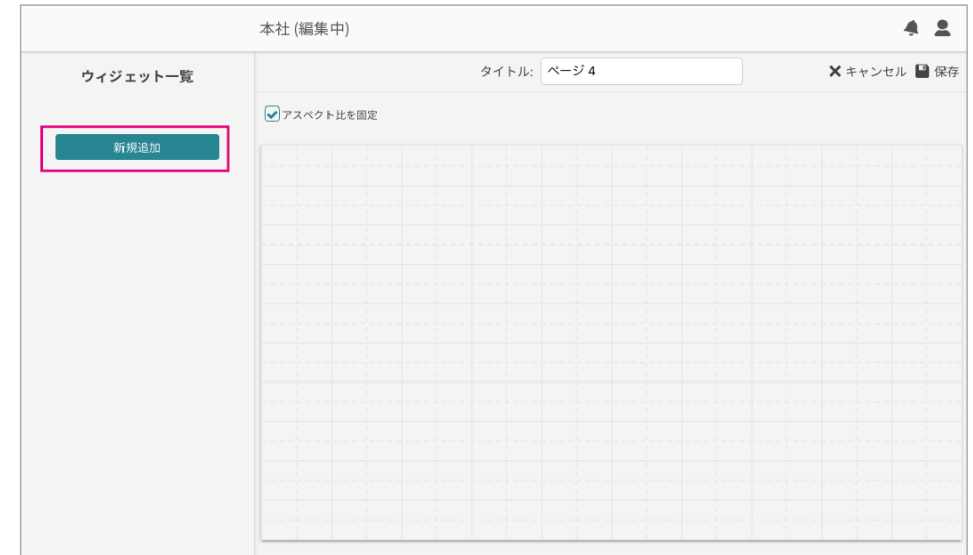 本社 (編集中)
ウィジェット一覧
タイトル: ページ 4
キャンセル 保存
アスペクト比を固定
新規追加